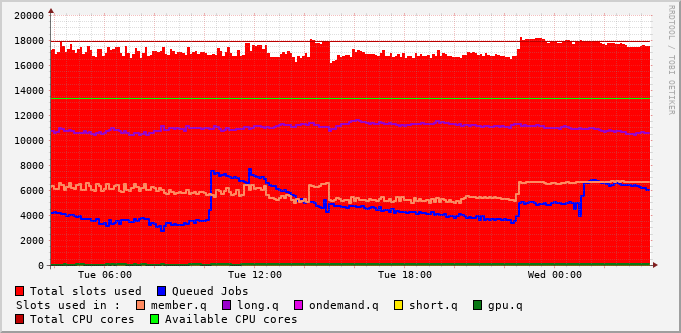 RRDTOOL / TOBI OETIKER
20000
18000
16000
14000
12000
10000
8000
6000
4000
2000
0
Tue 06:00 Tue 12:00 Tue 18:00 Wed 00:00
Total slots used Queued Jobs
Slots used in : member.q long.q ondemand.q short.q gpu.q
Total CPU cores Available CPU cores